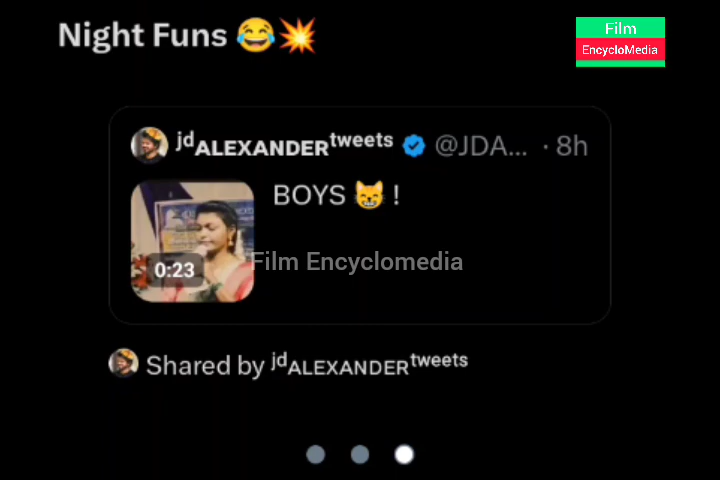 Night Funs 😂💥
Film
EncycloMedia
jdALEXANDERtweets @JDA... · 8h
BOYS 😹 !
0:23
Film Encyclomedia
Shared by jdALEXANDERtweets